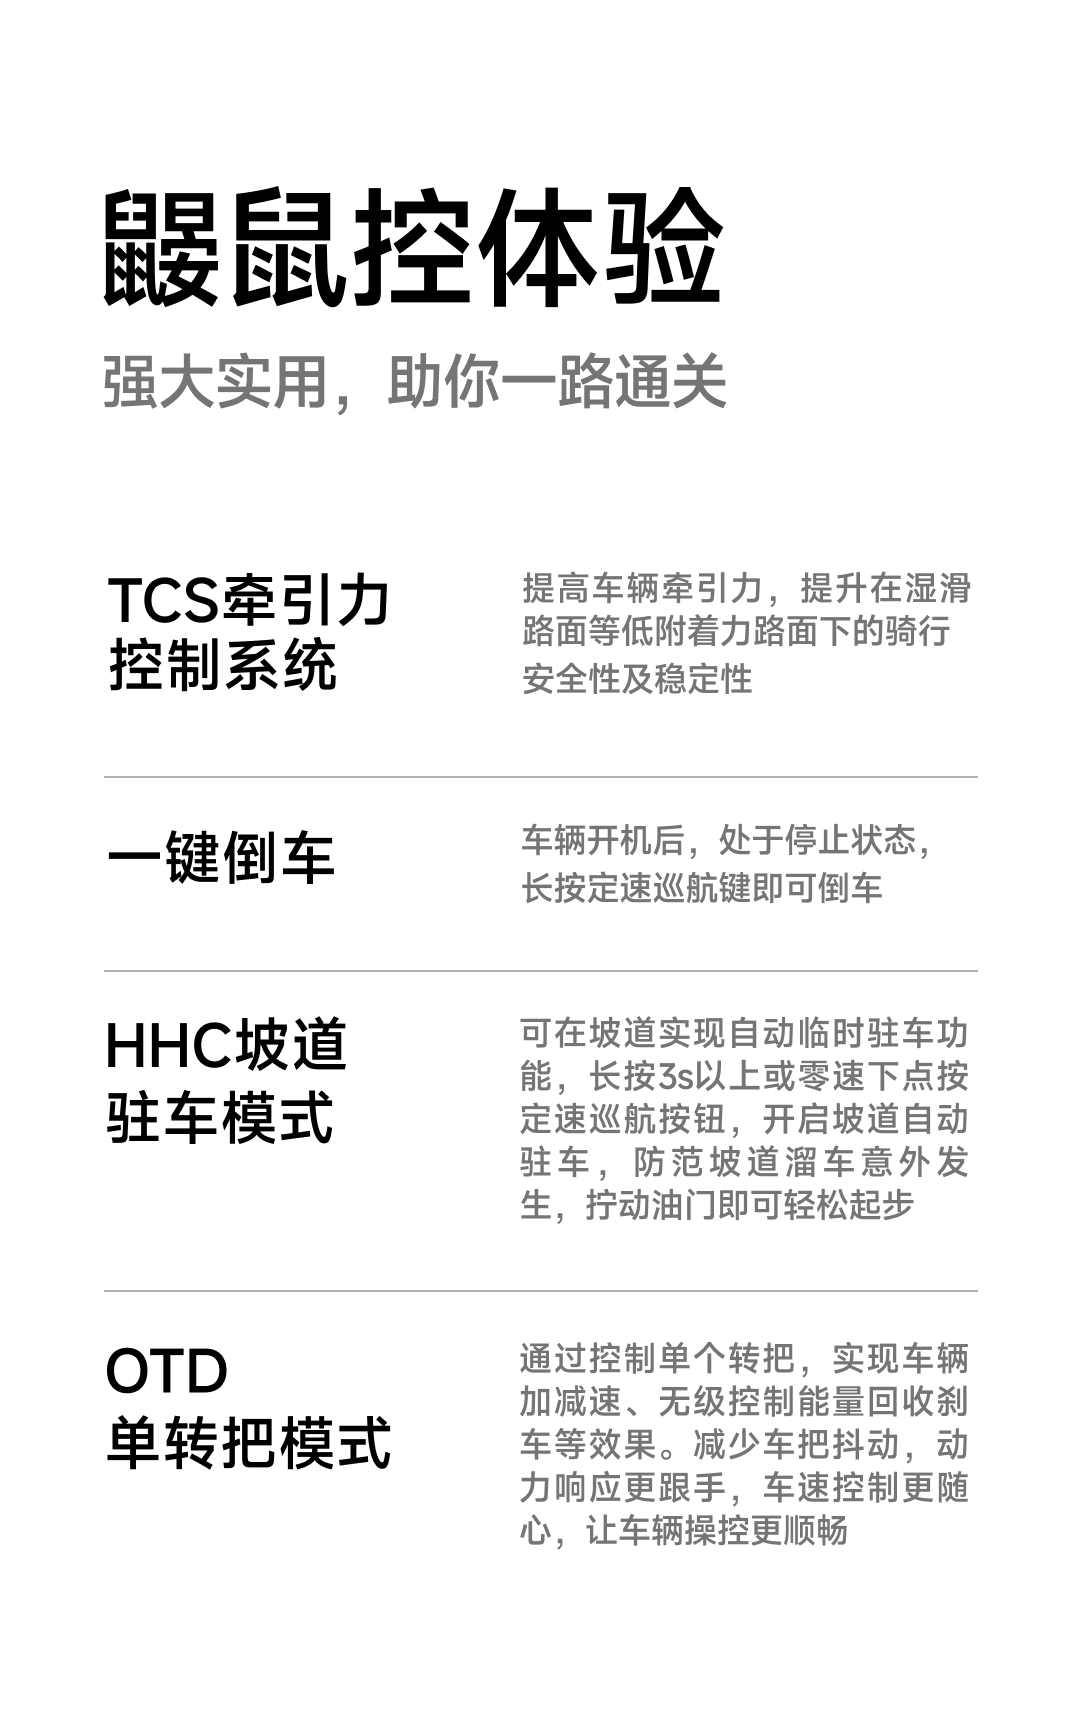 鼹鼠控体验
强大实用，助你一路通关
TCS牵引力
控制系统
提高车辆牵引力，提升在湿滑
路面等低附着力路面下的骑行
安全性及稳定性
一键倒车
车辆开机后，处于停止状态，
长按定速巡航键即可倒车
HHC坡道
驻车模式
可在坡道实现自动临时驻车功
能，长按3s以上或零速下点按
定速巡航按钮，开启坡道自动
驻车，防范坡道溜车意外发
生，拧动油门即可轻松起步
OTD
单转把模式
通过控制单个转把，实现车辆
加减速、无级控制能量回收刹
车等效果。减少车把抖动，动
力响应更跟手，车速控制更随
心，让车辆操控更顺畅